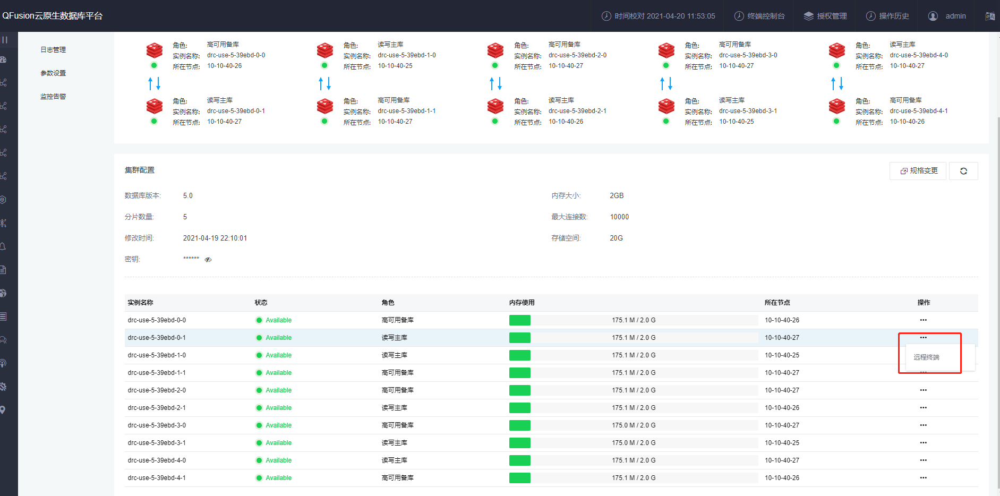 QFusion云原生数据库平台
时间校对 2021-04-20 11:53:05
终端控制台
授权管理
操作历史
admin
日志管理
参数设置
监控告警
角色: 高可用备库
实例名称: drc-use-5-39ebd-0-0
所在节点: 10-10-40-26
角色: 读写主库
实例名称: drc-use-5-39ebd-1-0
所在节点: 10-10-40-25
角色: 高可用备库
实例名称: drc-use-5-39ebd-2-0
所在节点: 10-10-40-27
角色: 高可用备库
实例名称: drc-use-5-39ebd-3-0
所在节点: 10-10-40-27
角色: 读写主库
实例名称: drc-use-5-39ebd-4-0
所在节点: 10-10-40-27
角色: 读写主库
实例名称: drc-use-5-39ebd-0-1
所在节点: 10-10-40-27
角色: 高可用备库
实例名称: drc-use-5-39ebd-1-1
所在节点: 10-10-40-27
角色: 读写主库
实例名称: drc-use-5-39ebd-2-1
所在节点: 10-10-40-26
角色: 读写主库
实例名称: drc-use-5-39ebd-3-1
所在节点: 10-10-40-25
角色: 高可用备库
实例名称: drc-use-5-39ebd-4-1
所在节点: 10-10-40-26
集群配置
规格变更
数据库版本: 5.0
内存大小: 2GB
分片数量: 5
最大连接数: 10000
修改时间: 2021-04-19 22:10:01
存储空间: 20G
密钥: ******
实例名称 状态 角色 内存使用 所在节点 操作
drc-use-5-39ebd-0-0 Available 高可用备库 175.1 M / 2.0 G 10-10-40-26 •••
drc-use-5-39ebd-0-1 Available 读写主库 175.1 M / 2.0 G 10-10-40-27 •••
drc-use-5-39ebd-1-0 Available 读写主库 175.1 M / 2.0 G 10-10-40-25
远程终端
drc-use-5-39ebd-1-1 Available 高可用备库 175.1 M / 2.0 G 10-10-40-27 •••
drc-use-5-39ebd-2-0 Available 高可用备库 175.1 M / 2.0 G 10-10-40-27 •••
drc-use-5-39ebd-2-1 Available 读写主库 175.1 M / 2.0 G 10-10-40-26 •••
drc-use-5-39ebd-3-0 Available 高可用备库 175.0 M / 2.0 G 10-10-40-27 •••
drc-use-5-39ebd-3-1 Available 读写主库 175.0 M / 2.0 G 10-10-40-25 •••
drc-use-5-39ebd-4-0 Available 读写主库 175.1 M / 2.0 G 10-10-40-27 •••
drc-use-5-39ebd-4-1 Available 高可用备库 175.1 M / 2.0 G 10-10-40-26 •••